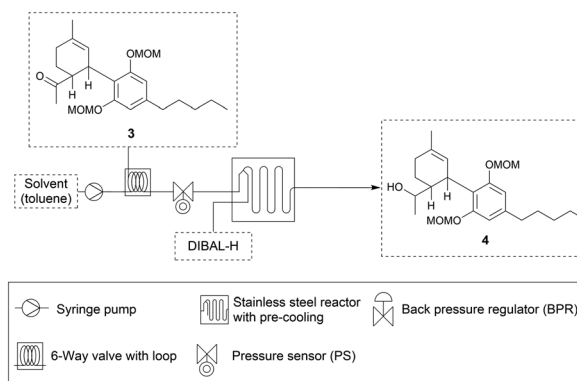 O
H
H
OMOM
MOMO
3
Solvent
(toluene)
DIBAL-H
HO
H
H
OMOM
MOMO
4
Syringe pump
Stainless steel reactor
with pre-cooling
Back pressure regulator (BPR)
6-Way valve with loop
Pressure sensor (PS)